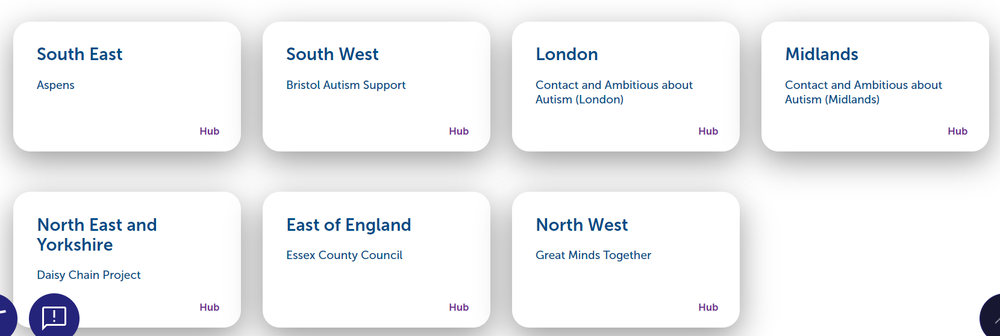 South East
Aspens
Hub
South West
Bristol Autism Support
Hub
London
Contact and Ambitious about
Autism (London)
Hub
Midlands
Contact and Ambitious about
Autism (Midlands)
Hub
North East and
Yorkshire
Daisy Chain Project
Hub
East of England
Essex County Council
Hub
North West
Great Minds Together
Hub